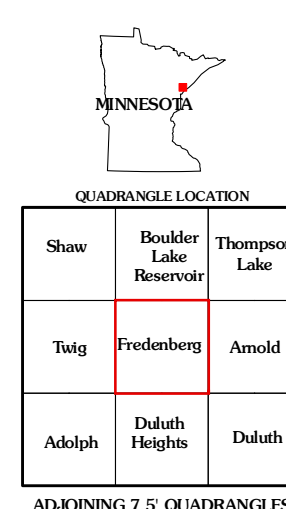 MINNESOTA
QUADRANGLE LOCATION
Shaw
Boulder
Lake
Reservoir
Thompson
Lake
Twig
Fredenberg
Arnold
Adolph
Duluth
Heights
Duluth
ADJOINING 7.5' QUADRANGLES